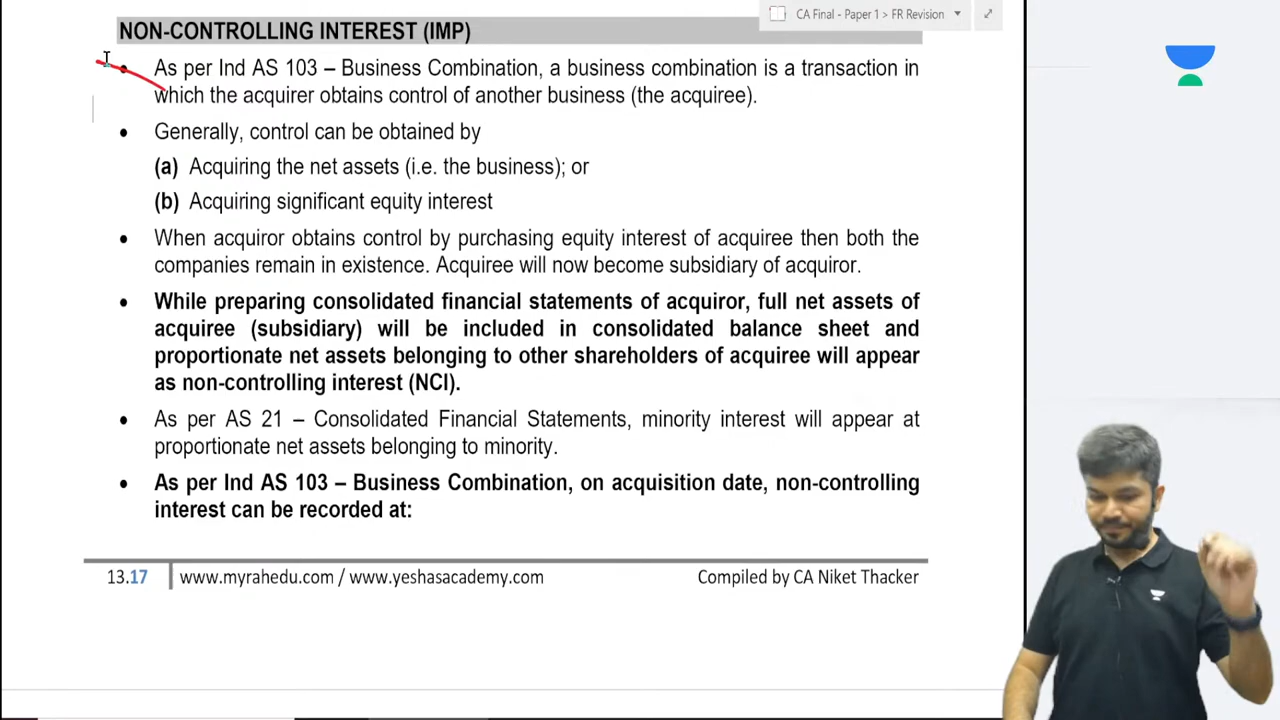 CA Final - Paper 1 > FR Revision
NON-CONTROLLING INTEREST (IMP)
• As per Ind AS 103 – Business Combination, a business combination is a transaction in
which the acquirer obtains control of another business (the acquiree).
• Generally, control can be obtained by
(a) Acquiring the net assets (i.e. the business); or
(b) Acquiring significant equity interest
• When acquiror obtains control by purchasing equity interest of acquiree then both the
companies remain in existence. Acquiree will now become subsidiary of acquiror.
• While preparing consolidated financial statements of acquiror, full net assets of
acquiree (subsidiary) will be included in consolidated balance sheet and
proportionate net assets belonging to other shareholders of acquiree will appear
as non-controlling interest (NCI).
• As per AS 21 – Consolidated Financial Statements, minority interest will appear at
proportionate net assets belonging to minority.
• As per Ind AS 103 – Business Combination, on acquisition date, non-controlling
interest can be recorded at:
13.17 www.myrahedu.com / www.yeshasacademy.com Compiled by CA Niket Thacker